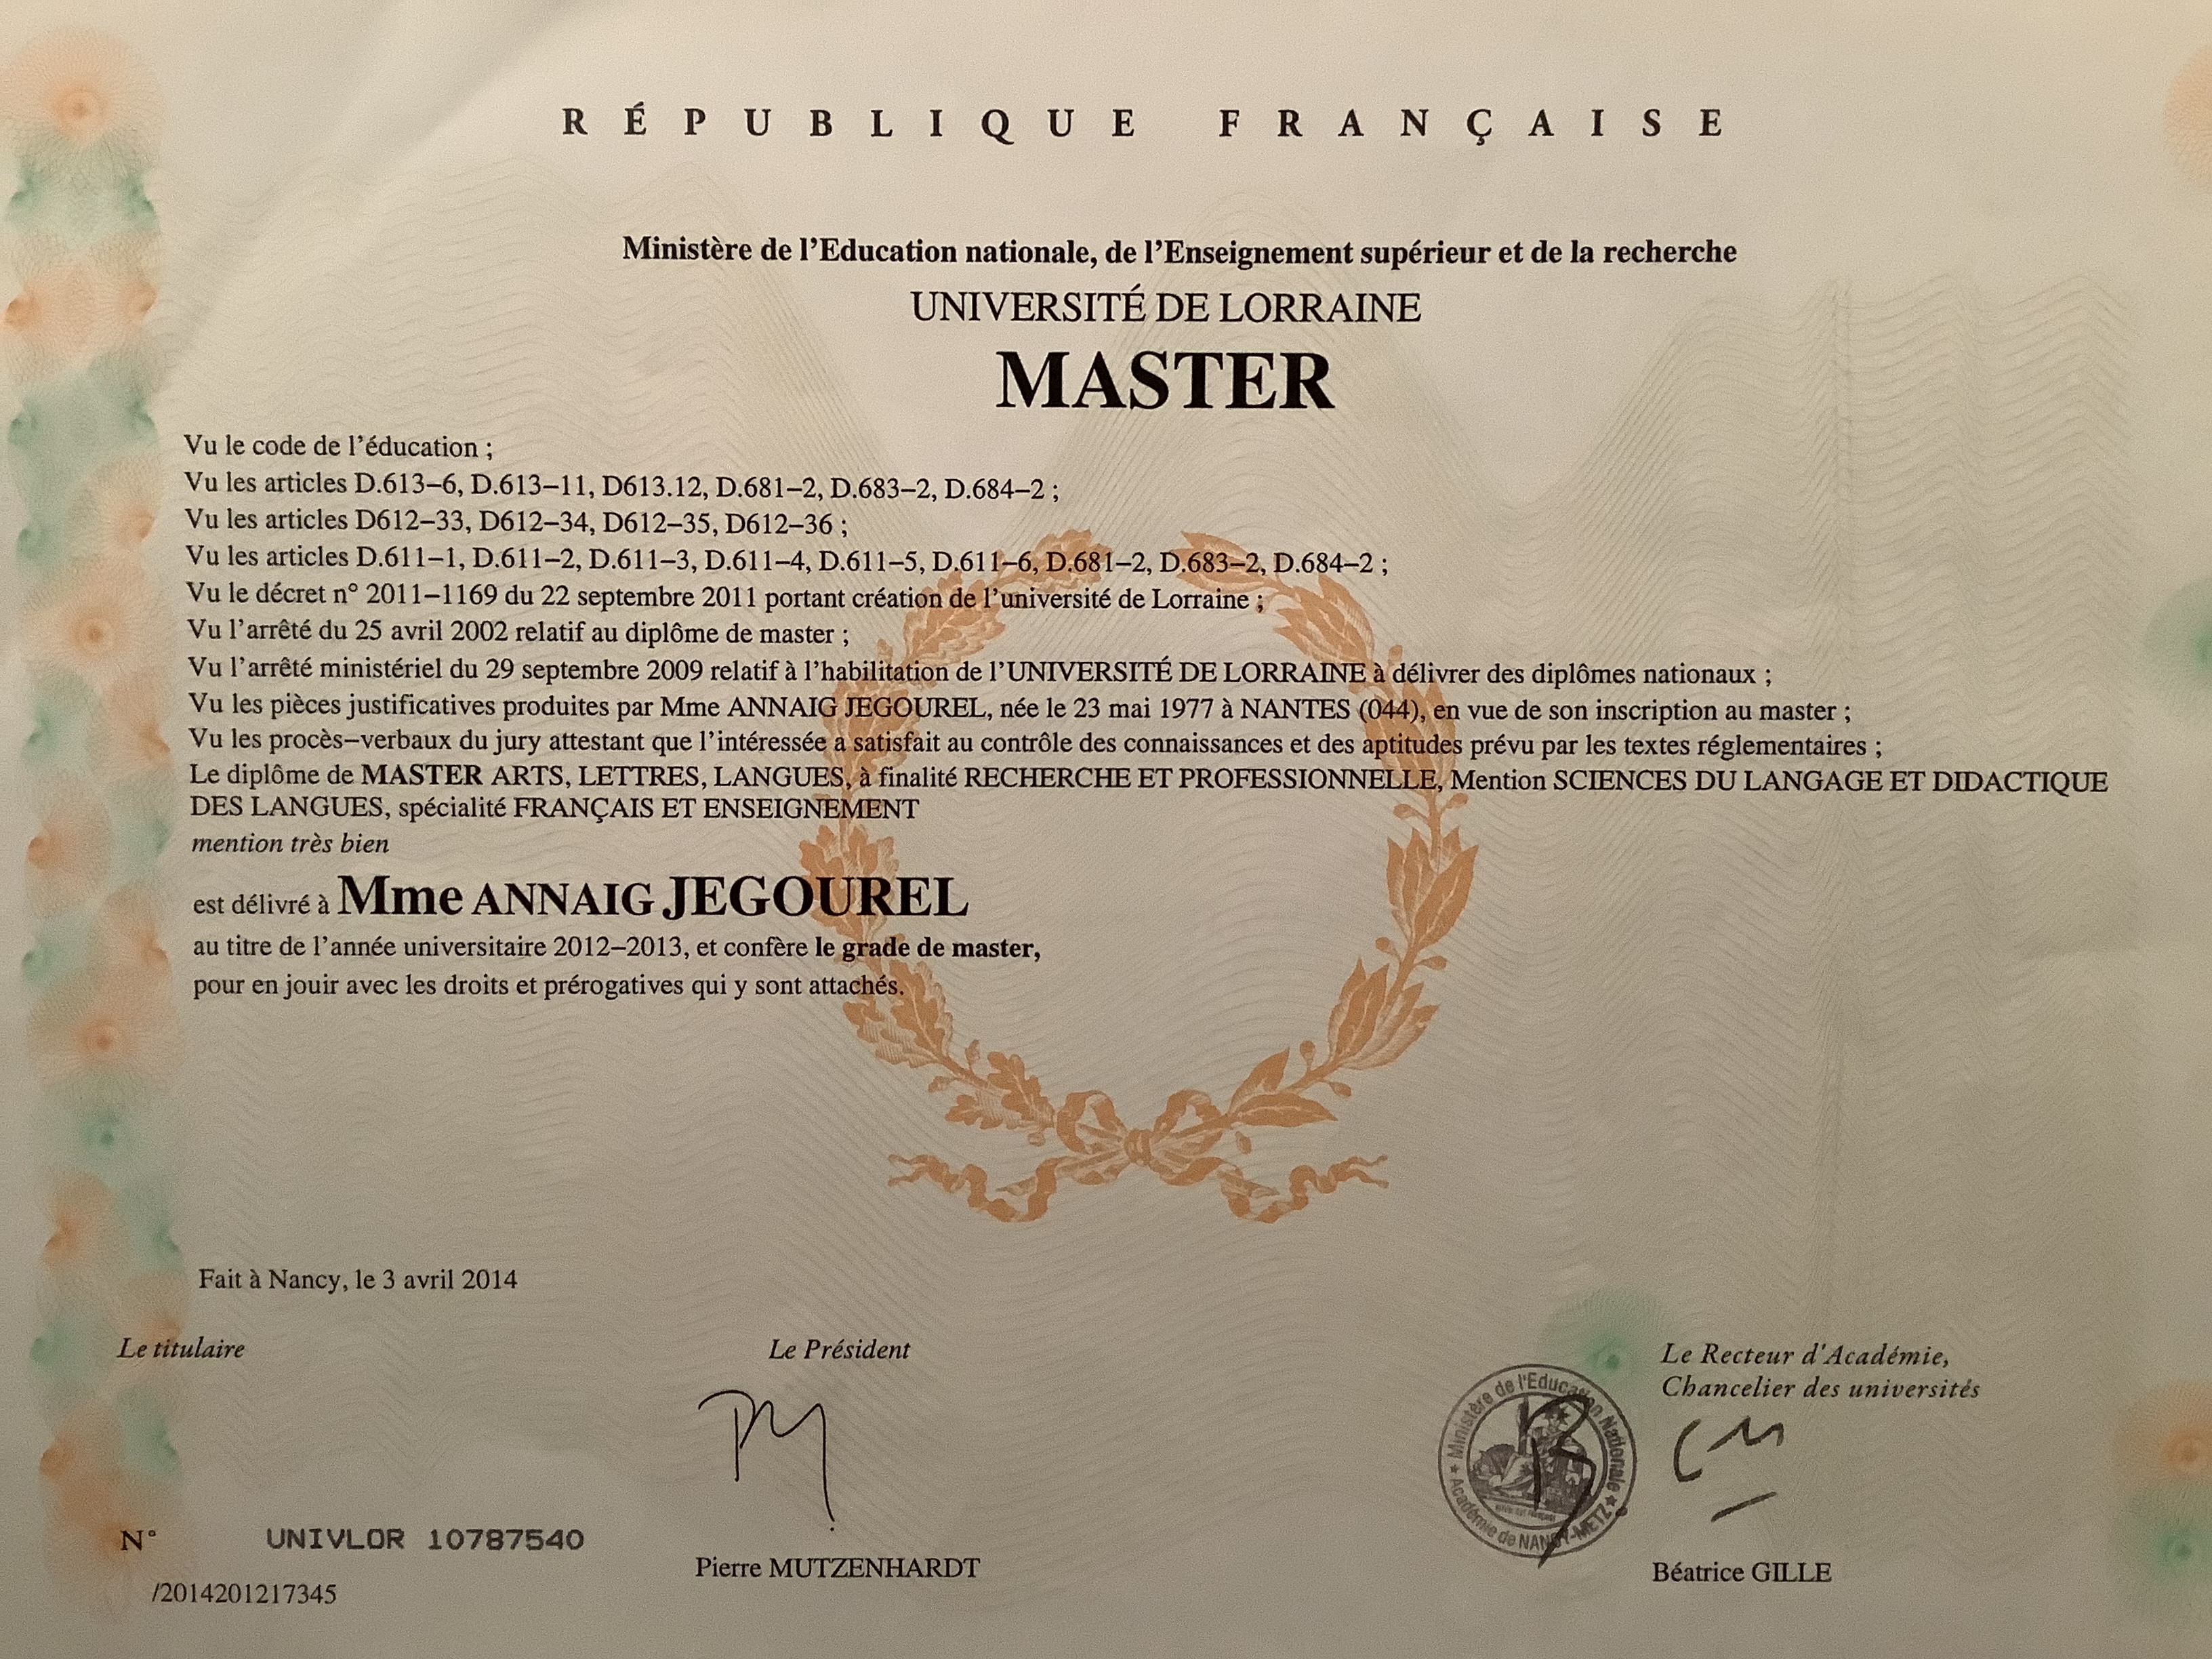 RÉPUBLIQUE FRANÇAISE
Ministère de l'Education nationale, de l'Enseignement supérieur et de la recherche
UNIVERSITÉ DE LORRAINE
MASTER
Vu le code de l'éducation ;
Vu les articles D.613–6, D.613–11, D613.12, D.681–2, D.683–2, D.684–2 ;
Vu les articles D612–33, D612–34, D612–35, D612–36 ;
Vu les articles D.611–1, D.611–2, D.611–3, D.611–4, D.611–5, D.611–6, D.681–2, D.683–2, D.684–2 ;
Vu le décret n° 2011–1169 du 22 septembre 2011 portant création de l'université de Lorraine ;
Vu l'arrêté du 25 avril 2002 relatif au diplôme de master ;
Vu l'arrêté ministériel du 29 septembre 2009 relatif à l'habilitation de l'UNIVERSITÉ DE LORRAINE à délivrer des diplômes nationaux ;
Vu les pièces justificatives produites par Mme ANNAIG JEGOUREL, née le 23 mai 1977 à NANTES (044), en vue de son inscription au master ;
Vu les procès–verbaux du jury attestant que l'intéressée a satisfait au contrôle des connaissances et des aptitudes prévu par les textes réglementaires ;
Le diplôme de MASTER ARTS, LETTRES, LANGUES, à finalité RECHERCHE ET PROFESSIONNELLE, Mention SCIENCES DU LANGAGE ET DIDACTIQUE
DES LANGUES, spécialité FRANÇAIS ET ENSEIGNEMENT
mention très bien
est délivré à Mme ANNAIG JEGOUREL
au titre de l'année universitaire 2012–2013, et confère le grade de master,
pour en jouir avec les droits et prérogatives qui y sont attachés.
Fait à Nancy, le 3 avril 2014
Le titulaire
Le Président
Le Recteur d'Académie,
Chancelier des universités
Ministère de l'Education Nationale
Académie de NANCY-METZ
N° UNIVLOR 10787540
Pierre MUTZENHARDT
Béatrice GILLE
/2014201217345